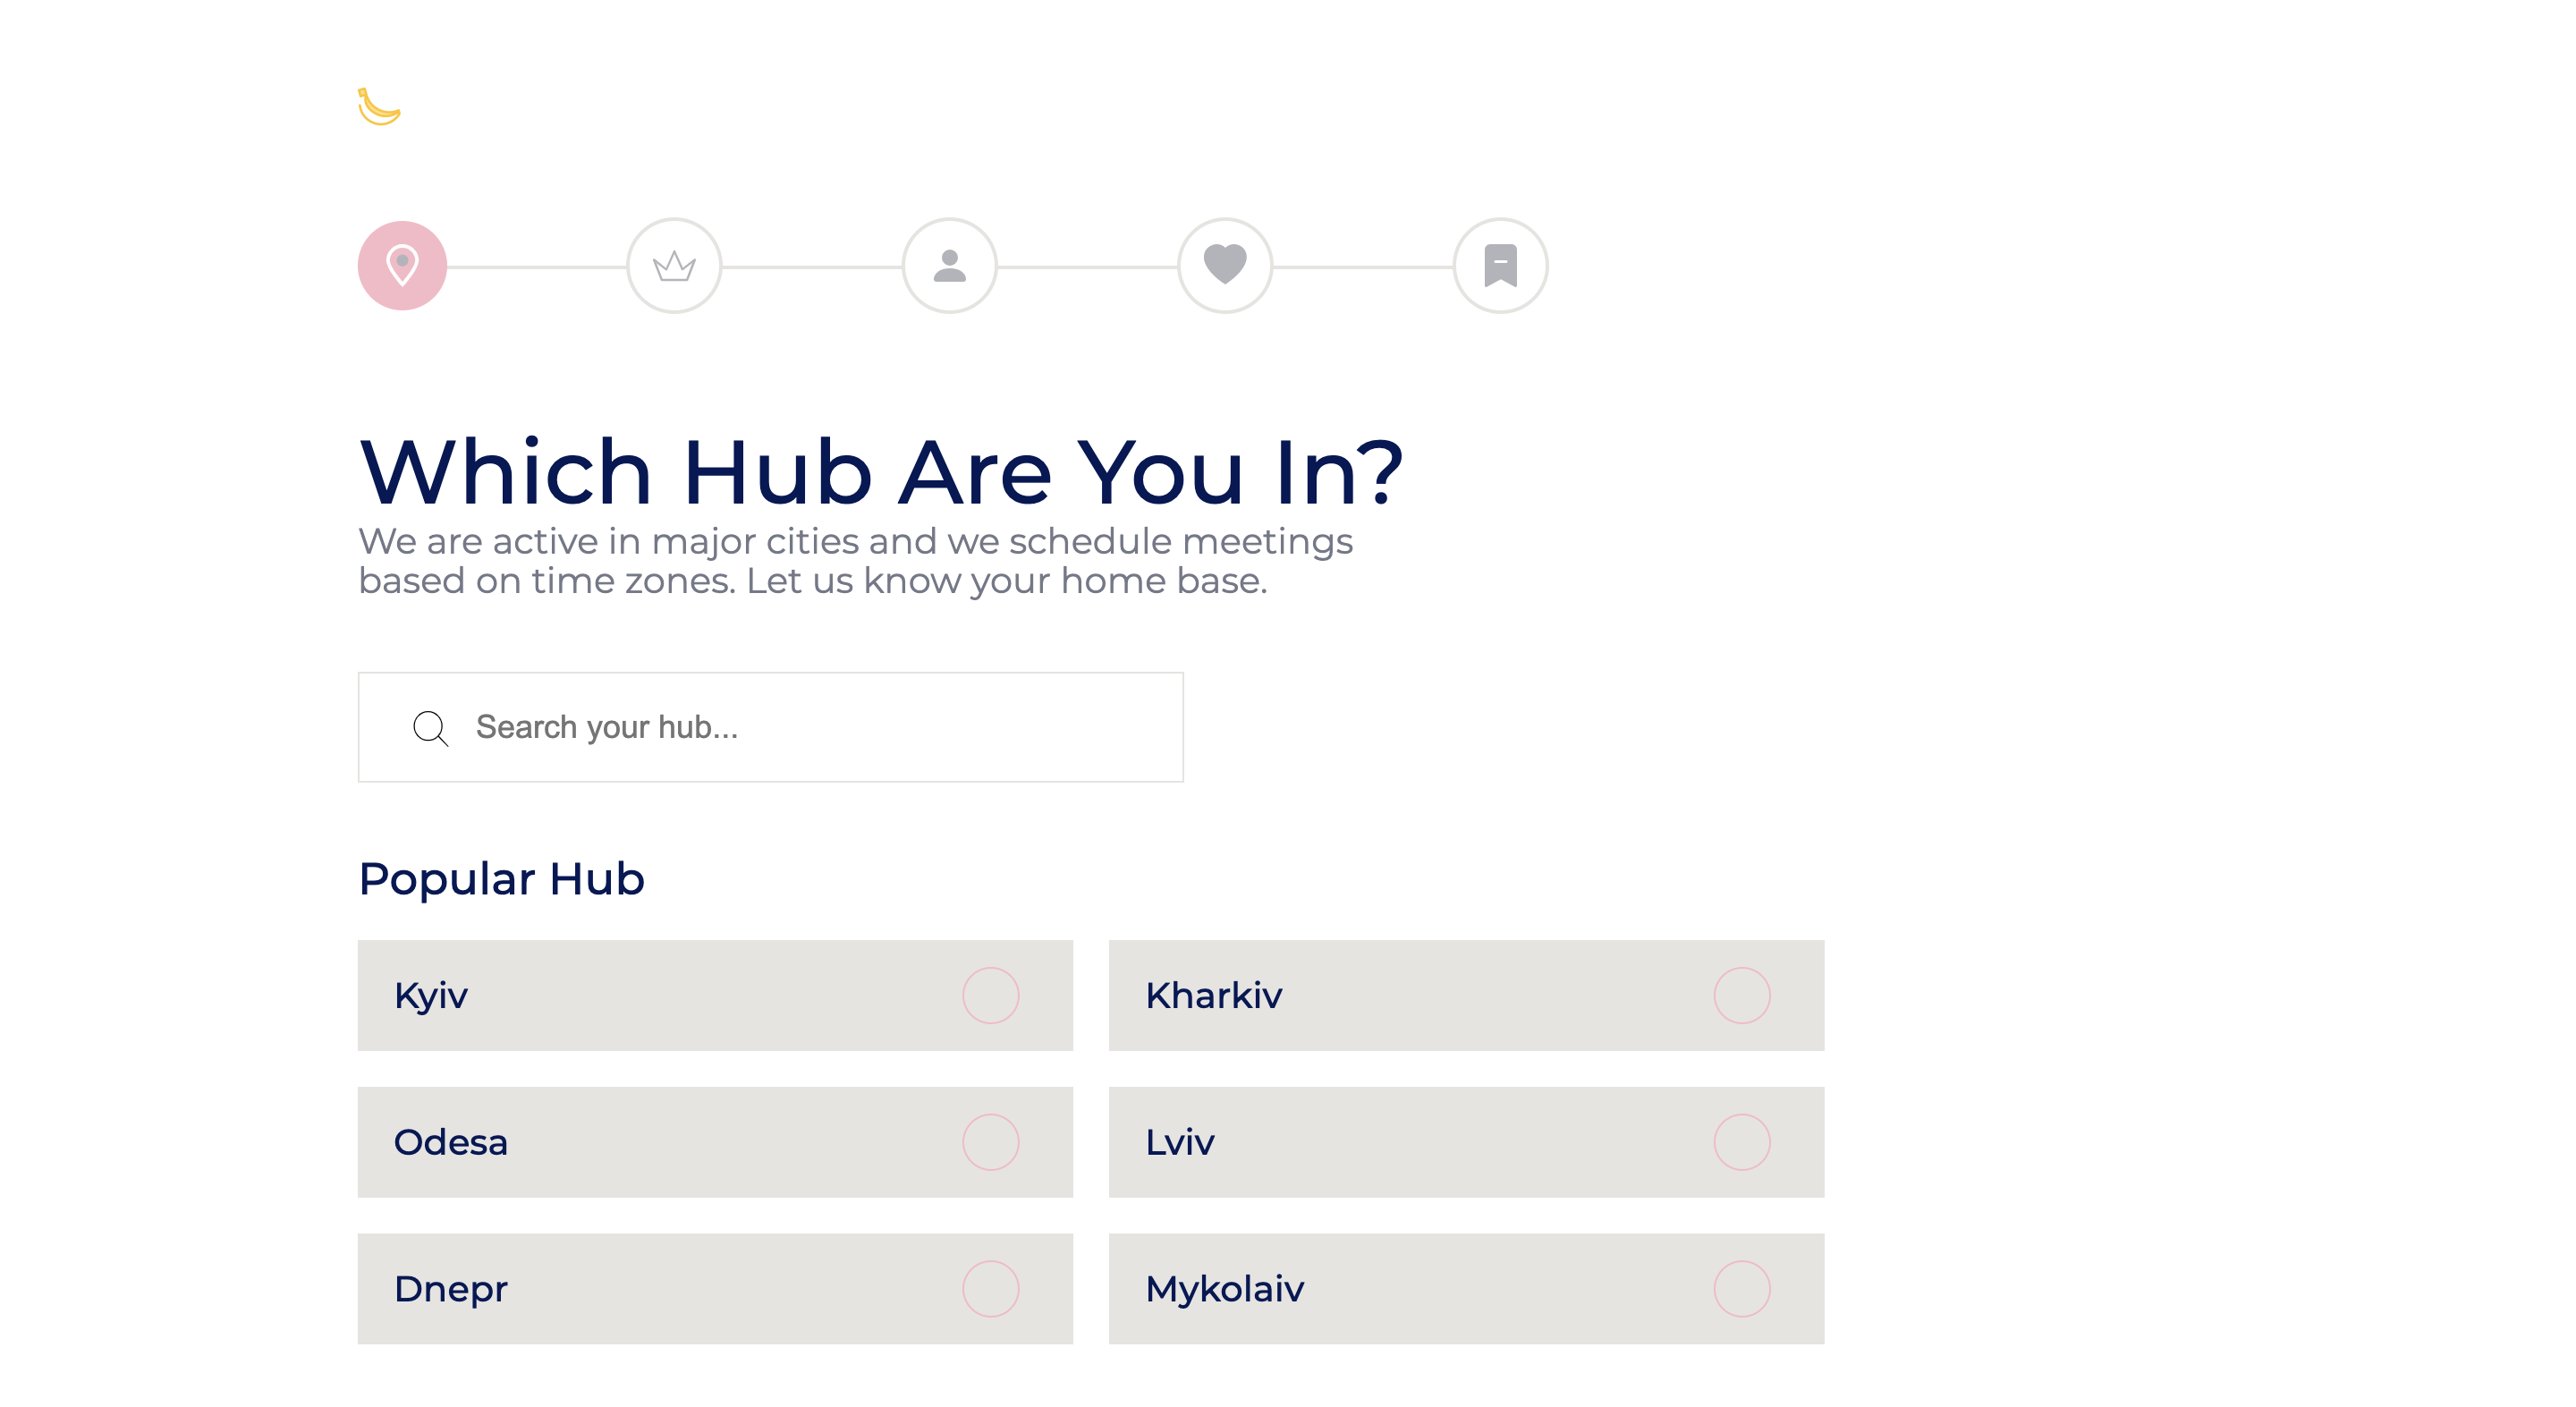 Which Hub Are You In?
We are active in major cities and we schedule meetings
based on time zones. Let us know your home base.
Search your hub...
Popular Hub
Kyiv
Kharkiv
Odesa
Lviv
Dnepr
Mykolaiv